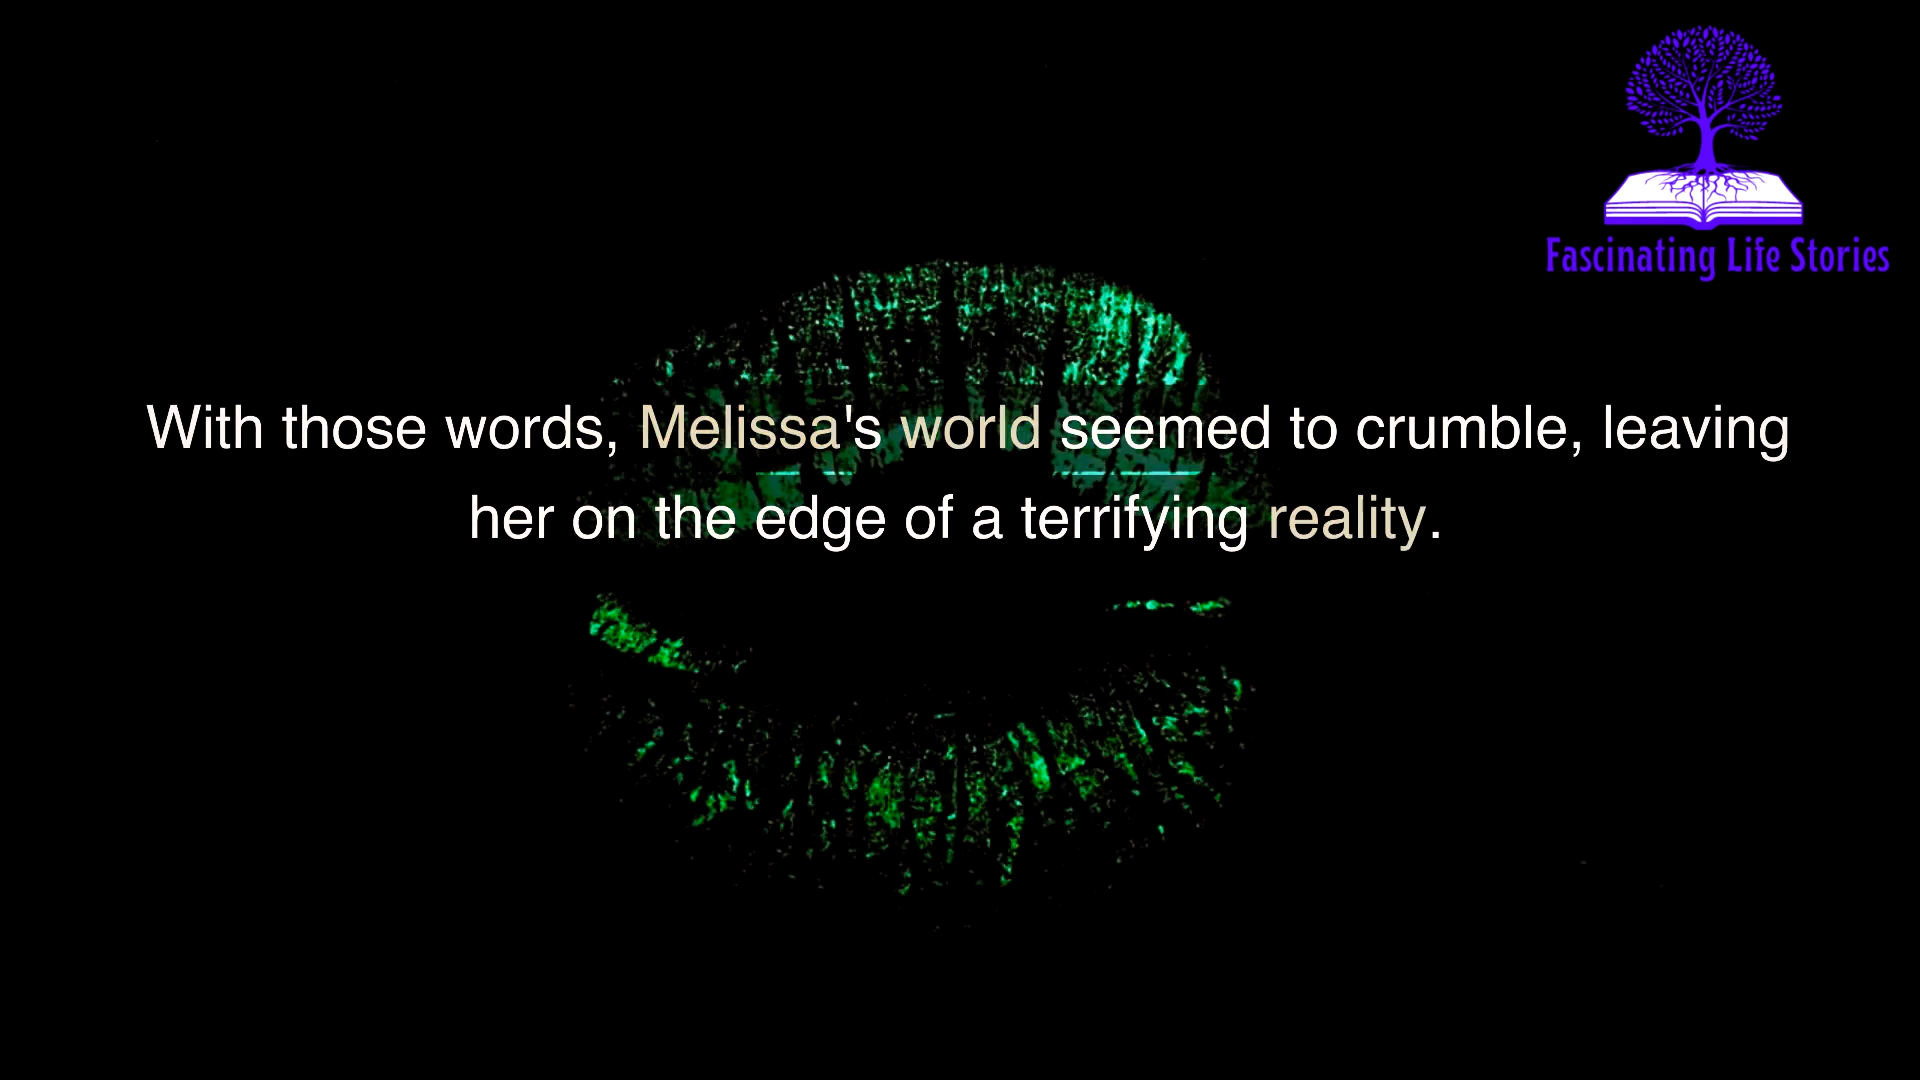 Fascinating Life Stories
With those words, Melissa's world seemed to crumble, leaving
her on the edge of a terrifying reality.